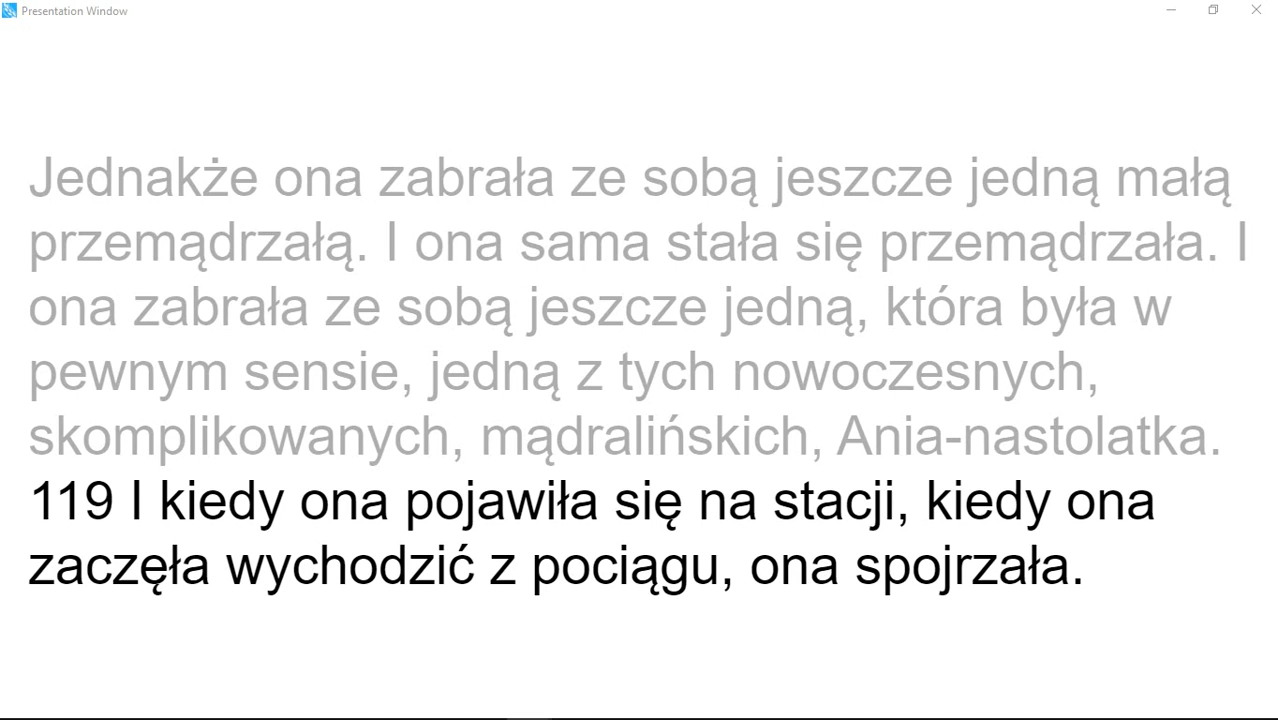 Presentation Window
Jednakże ona zabrała ze sobą jeszcze jedną małą
przemądrzałą. I ona sama stała się przemądrzała. I
ona zabrała ze sobą jeszcze jedną, która była w
pewnym sensie, jedną z tych nowoczesnych,
skomplikowanych, mądralińskich, Ania-nastolatka.
119 I kiedy ona pojawiła się na stacji, kiedy ona
zaczęła wychodzić z pociągu, ona spojrzała.